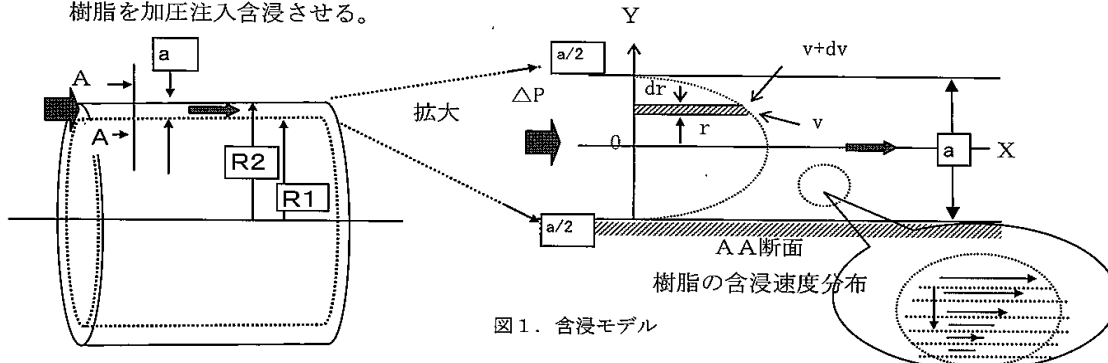 樹脂を加圧注入含浸させる。
Y
a
a/2
v+dv
A
dr
△P
拡大
v
r
A
0
a
X
R2
R1
a/2
AA断面
樹脂の含浸速度分布
図1. 含浸モデル